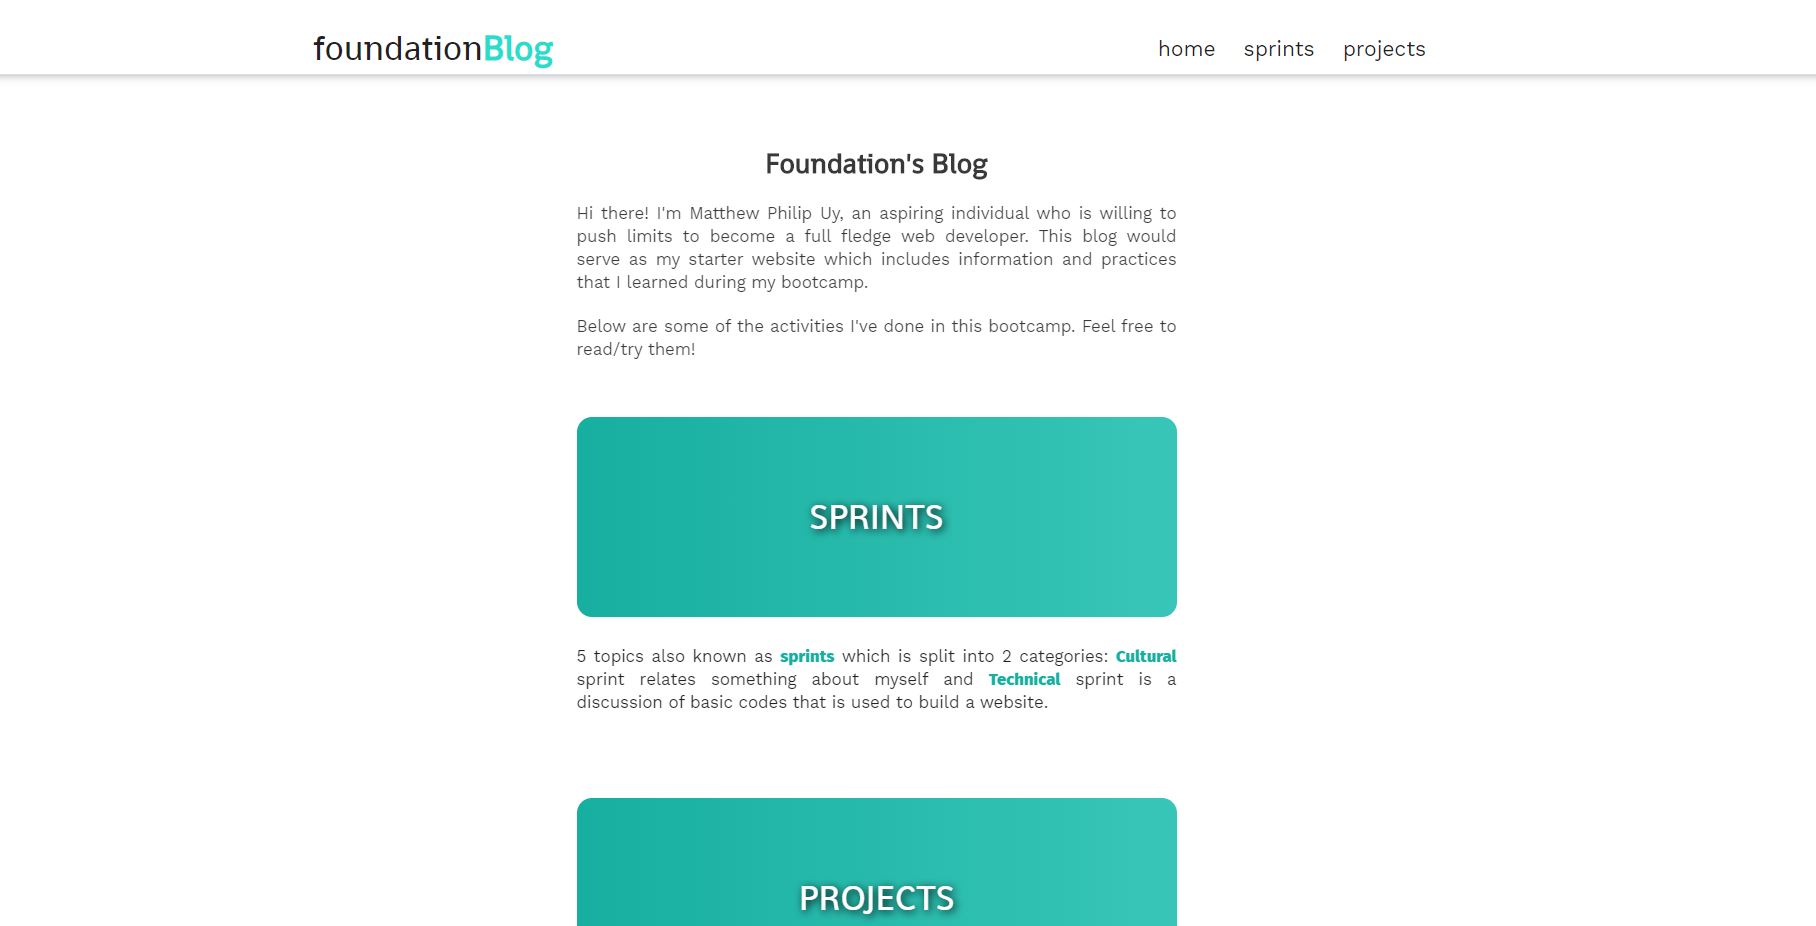 foundationBlog
home sprints projects
Foundation's Blog
Hi there! I'm Matthew Philip Uy, an aspiring individual who is willing to
push limits to become a full fledge web developer. This blog would
serve as my starter website which includes information and practices
that I learned during my bootcamp.
Below are some of the activities I've done in this bootcamp. Feel free to
read/try them!
SPRINTS
5 topics also known as sprints which is split into 2 categories: Cultural
sprint relates something about myself and Technical sprint is a
discussion of basic codes that is used to build a website.
PROJECTS